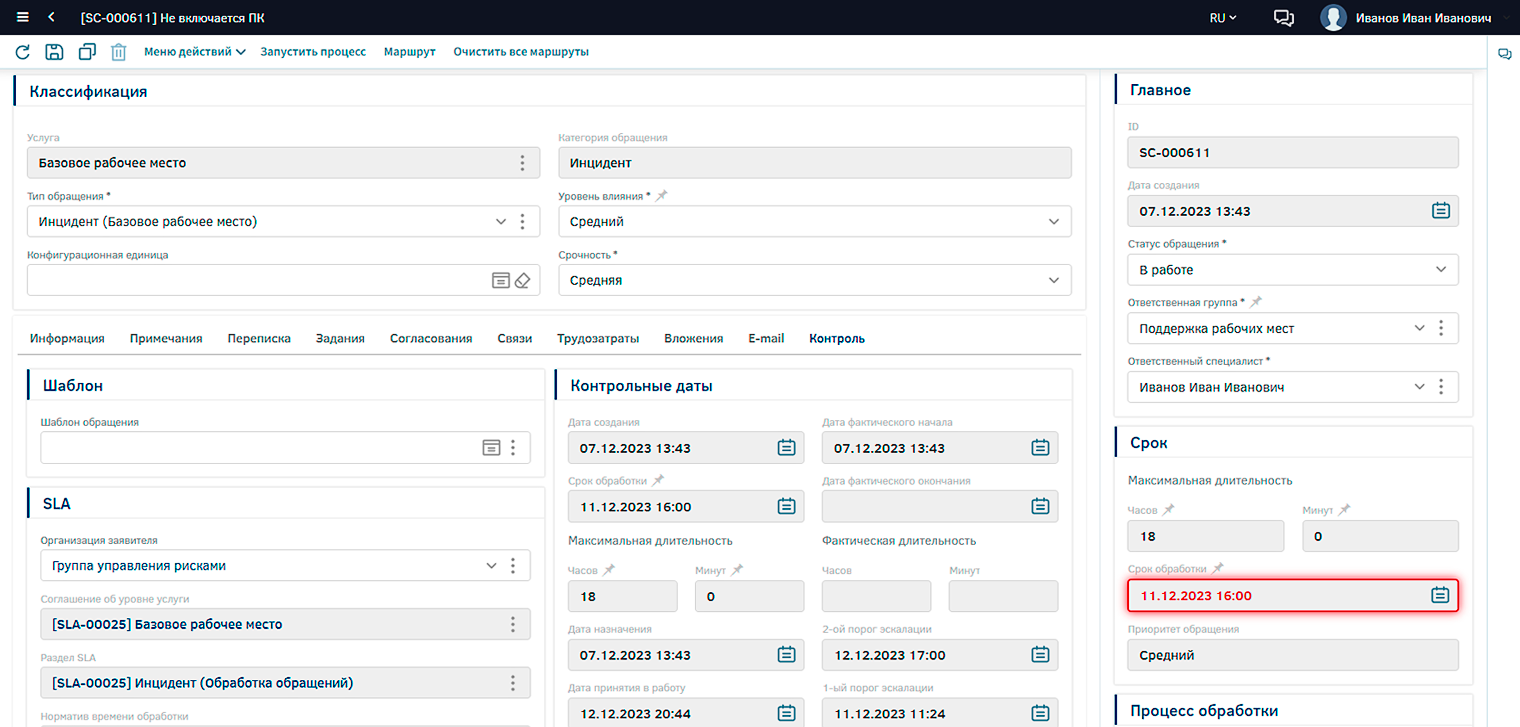 [SC-000611] Не включается ПК
RU
Иванов Иван Иванович
Меню действий
Запустить процесс
Маршрут
Очистить все маршруты
Классификация
Услуга
Базовое рабочее место
Категория обращения
Инцидент
Тип обращения *
Инцидент (Базовое рабочее место)
Уровень влияния *
Средний
Конфигурационная единица
Срочность *
Средняя
Информация
Примечания
Переписка
Задания
Согласования
Связи
Трудозатраты
Вложения
E-mail
Контроль
Шаблон
Шаблон обращения
SLA
Организация заявителя
Группа управления рисками
Соглашение об уровне услуги
[SLA-00025] Базовое рабочее место
Раздел SLA
[SLA-00025] Инцидент (Обработка обращений)
Норматив времени обработки
Контрольные даты
Дата создания
07.12.2023 13:43
Дата фактического начала
07.12.2023 13:43
Срок обработки
11.12.2023 16:00
Дата фактического окончания
Максимальная длительность
Фактическая длительность
Часов
18
Минут
0
Часов
Минут
Дата назначения
07.12.2023 13:43
2-ой порог эскалации
12.12.2023 17:00
Дата принятия в работу
12.12.2023 20:44
1-ый порог эскалации
11.12.2023 11:24
Главное
ID
SC-000611
Дата создания
07.12.2023 13:43
Статус обращения *
В работе
Ответственная группа *
Поддержка рабочих мест
Ответственный специалист *
Иванов Иван Иванович
Срок
Максимальная длительность
Часов
18
Минут
0
Срок обработки
11.12.2023 16:00
Приоритет обращения
Средний
Процесс обработки